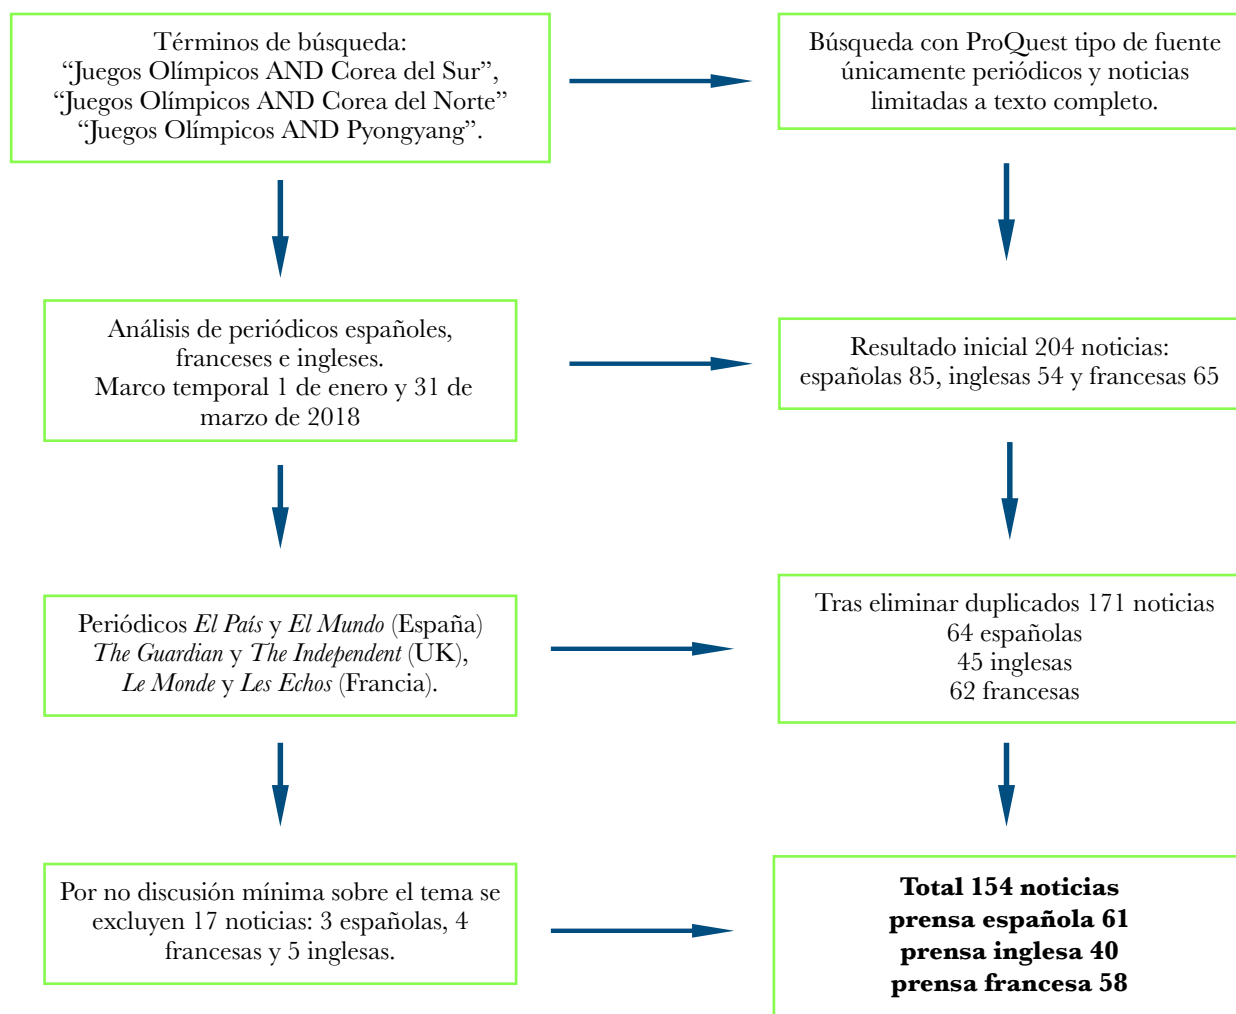 Términos de búsqueda:
“Juegos Olímpicos AND Corea del Sur”,
“Juegos Olímpicos AND Corea del Norte”
“Juegos Olímpicos AND Pyongyang”.
Búsqueda con ProQuest tipo de fuente
únicamente periódicos y noticias
limitadas a texto completo.
Análisis de periódicos españoles,
franceses e ingleses.
Marco temporal 1 de enero y 31 de
marzo de 2018
Resultado inicial 204 noticias:
españolas 85, inglesas 54 y francesas 65
Periódicos El País y El Mundo (España)
The Guardian y The Independent (UK),
Le Monde y Les Echos (Francia).
Tras eliminar duplicados 171 noticias
64 españolas
45 inglesas
62 francesas
Por no discusión mínima sobre el tema se
excluyen 17 noticias: 3 españolas, 4
francesas y 5 inglesas.
Total 154 noticias
prensa española 61
prensa inglesa 40
prensa francesa 58